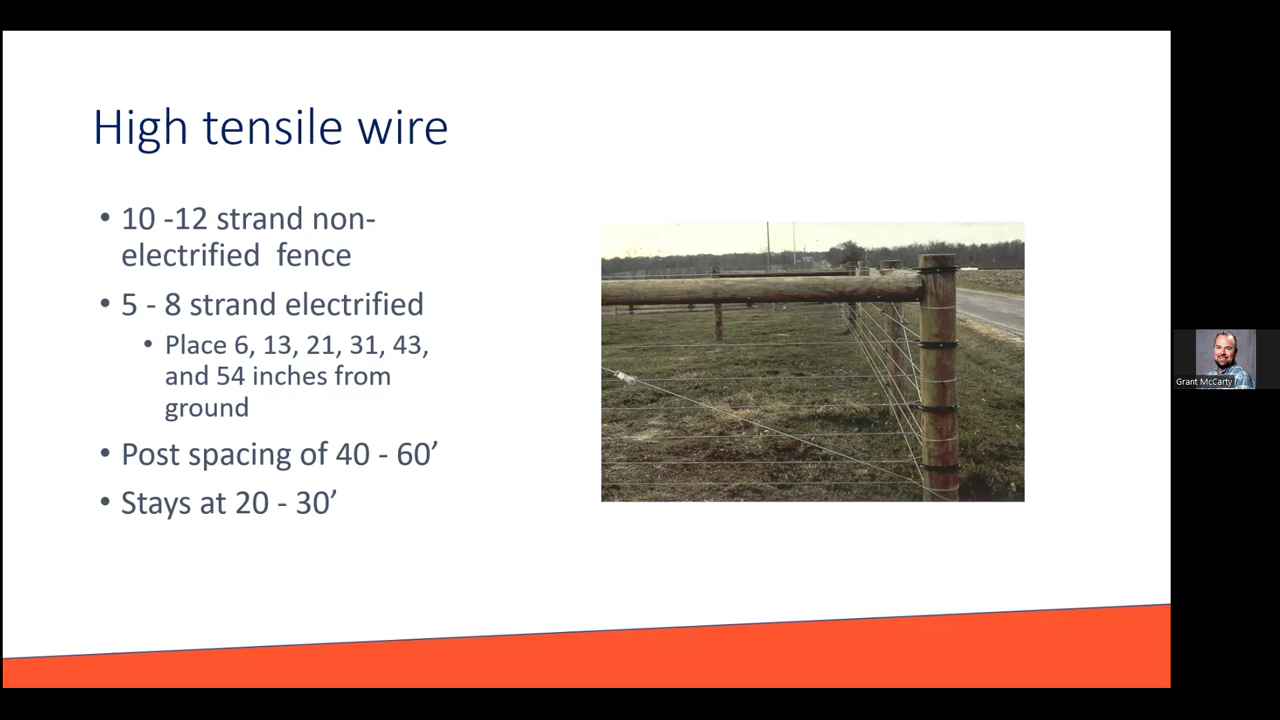 High tensile wire
• 10 -12 strand non-
electrified  fence
• 5 - 8 strand electrified
• Place 6, 13, 21, 31, 43,
and 54 inches from
ground
• Post spacing of 40 - 60’
• Stays at 20 - 30’
Grant McCarty